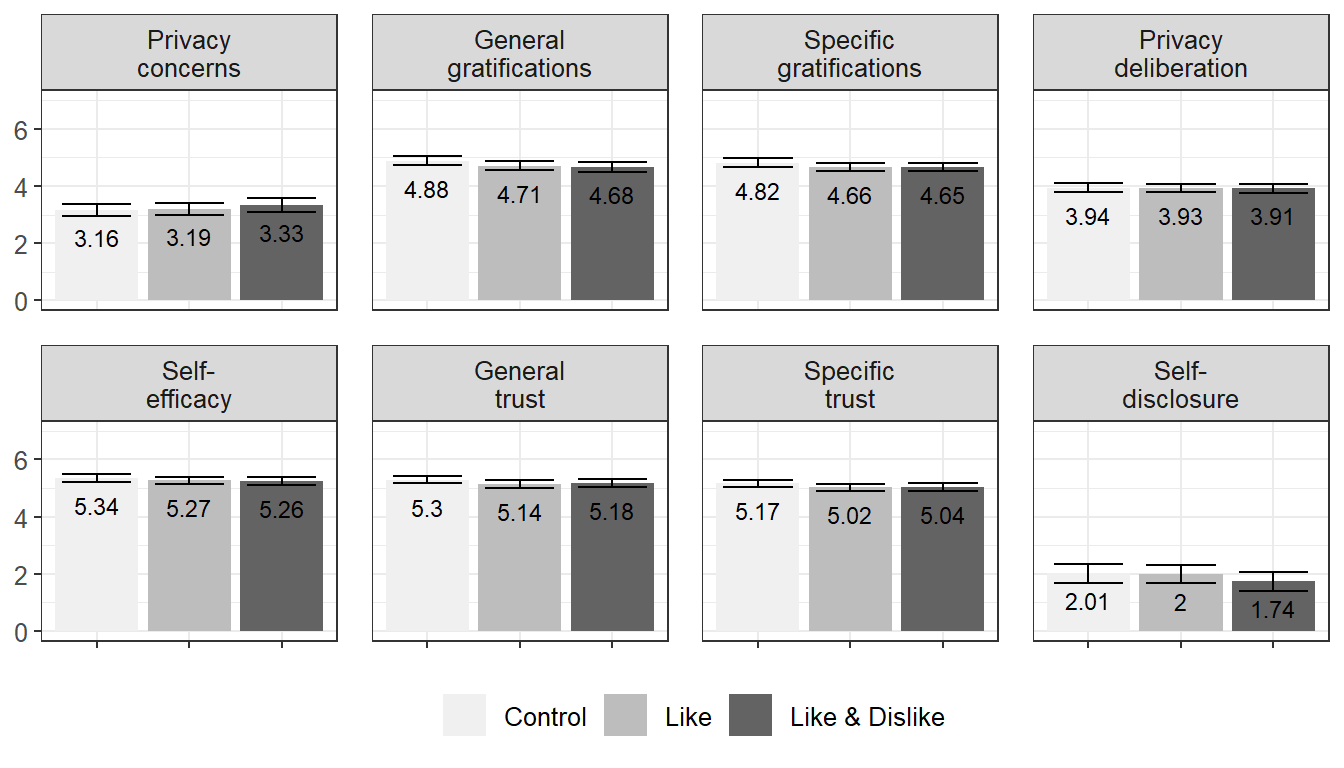 Privacy
concerns
General
gratifications
Specific
gratifications
Privacy
deliberation
6
4
2
0
3.16 3.19 3.33
4.88 4.71 4.68
4.82 4.66 4.65
3.94 3.93 3.91
Self-
efficacy
General
trust
Specific
trust
Self-
disclosure
6
4
2
0
5.34 5.27 5.26
5.3 5.14 5.18
5.17 5.02 5.04
2.01 2 1.74
Control Like Like & Dislike